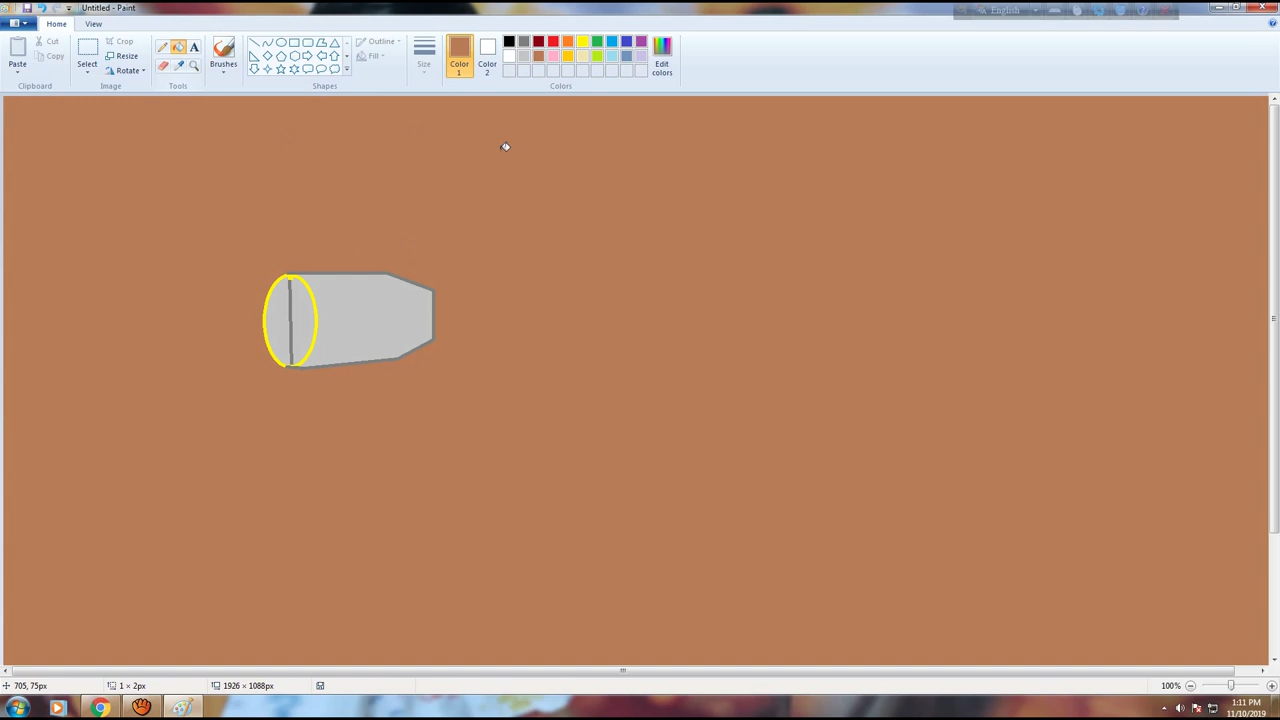 Untitled - Paint
English
Home
View
Paste
Cut
Copy
Clipboard
Select
Crop
Resize
Rotate
Image
A
Tools
Brushes
Shapes
Outline
Fill
Size
Color 1
Color 2
Edit colors
Colors
705, 75px
1 × 2px
1926 × 1088px
100%
1:11 PM
11/10/2019